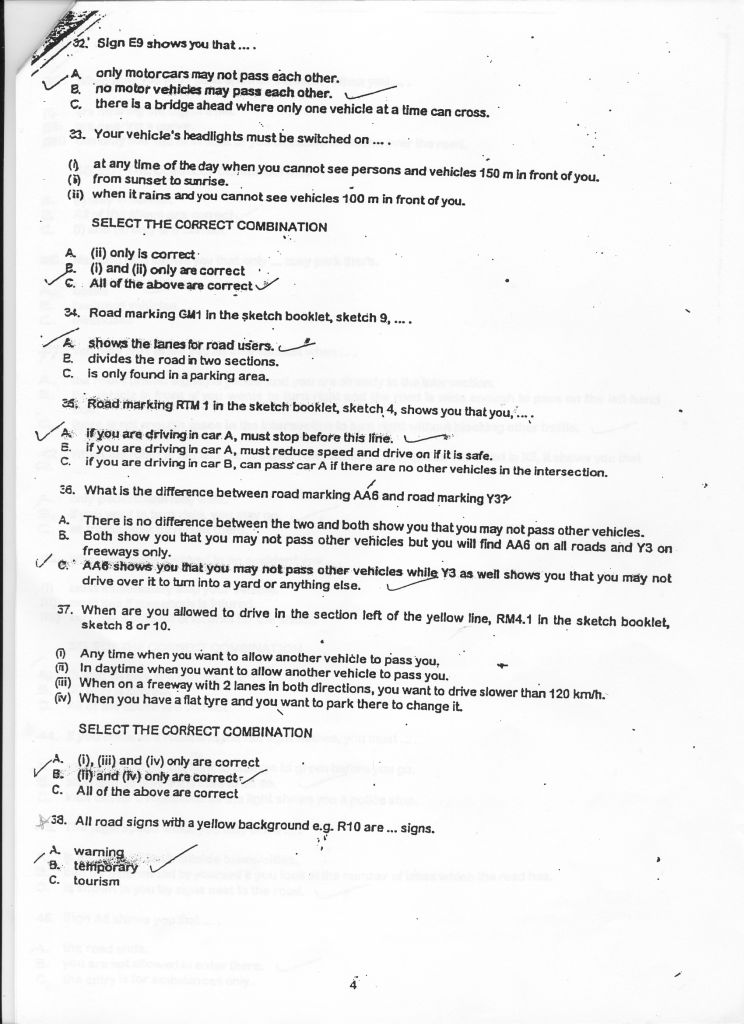 32. Sign E9 shows you that ... .
A. only motorcars may not pass each other.
B. no motor vehicles may pass each other.
C. there is a bridge ahead where only one vehicle at a time can cross.
33. Your vehicle's headlights must be switched on ... .
(i) at any time of the day when you cannot see persons and vehicles 150 m in front of you.
(ii) from sunset to sunrise.
(iii) when it rains and you cannot see vehicles 100 m in front of you.
SELECT THE CORRECT COMBINATION
A. (ii) only is correct
B. (i) and (ii) only are correct
C. All of the above are correct
34. Road marking GM1 in the sketch booklet, sketch 9, ... .
A. shows the lanes for road users.
B. divides the road in two sections.
C. is only found in a parking area.
35. Road marking RTM 1 in the sketch booklet, sketch 4, shows you that you, ... .
A. if you are driving in car A, must stop before this line.
B. if you are driving in car A, must reduce speed and drive on if it is safe.
C. if you are driving in car B, can pass car A if there are no other vehicles in the intersection.
36. What is the difference between road marking AA6 and road marking Y3?
A. There is no difference between the two and both show you that you may not pass other vehicles.
B. Both show you that you may not pass other vehicles but you will find AA6 on all roads and Y3 on
freeways only.
C. AA6 shows you that you may not pass other vehicles while Y3 as well shows you that you may not
drive over it to turn into a yard or anything else.
37. When are you allowed to drive in the section left of the yellow line, RM4.1 in the sketch booklet,
sketch 8 or 10.
(i) Any time when you want to allow another vehicle to pass you,
(ii) In daytime when you want to allow another vehicle to pass you.
(iii) When on a freeway with 2 lanes in both directions, you want to drive slower than 120 km/h.
(iv) When you have a flat tyre and you want to park there to change it.
SELECT THE CORRECT COMBINATION
A. (i), (iii) and (iv) only are correct
B. (ii) and (iv) only are correct
C. All of the above are correct
38. All road signs with a yellow background e.g. R10 are ... signs.
A. warning
B. temporary
C. tourism
4